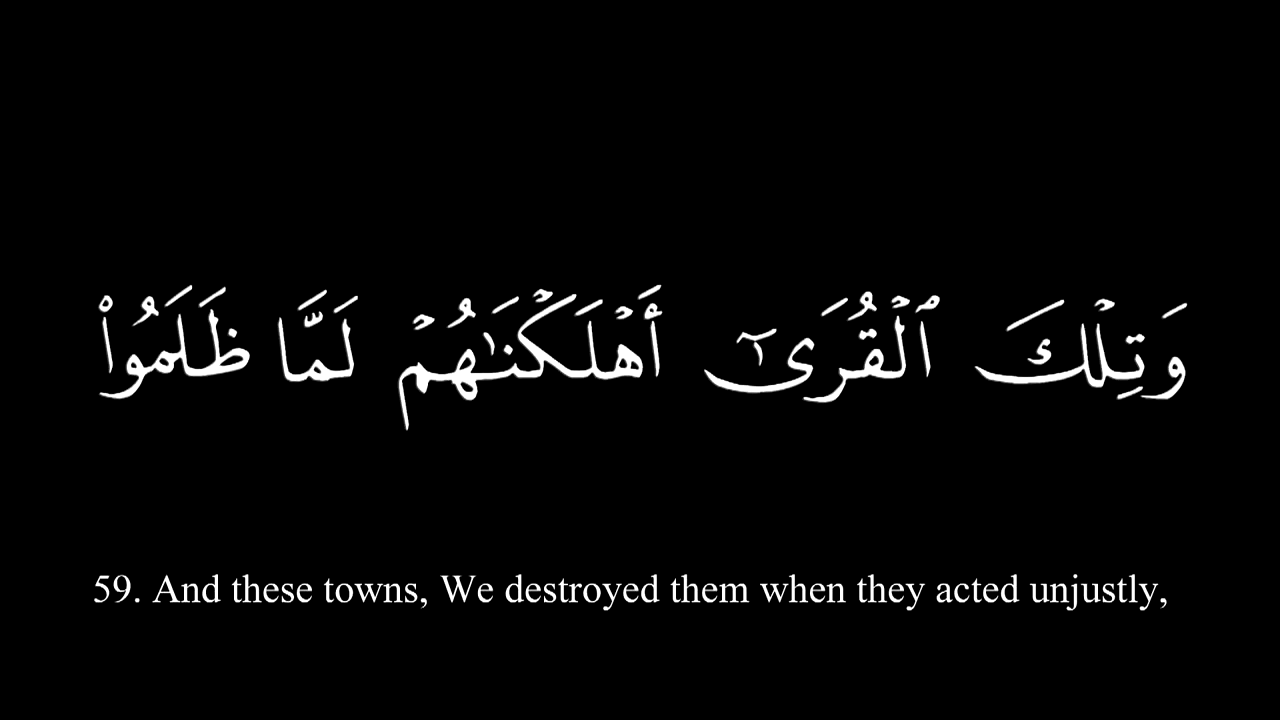 وَتِلْكَ ٱلْقُرَىٰٓ أَهْلَكْنَـٰهُمْ لَمَّا ظَلَمُوا۟
59. And these towns, We destroyed them when they acted unjustly,